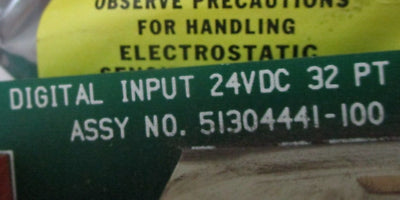 OBSERVE PRECAUTIONS
FOR HANDLING
ELECTROSTATIC
DIGITAL INPUT 24VDC 32 PT
ASSY NO. 51304441-100